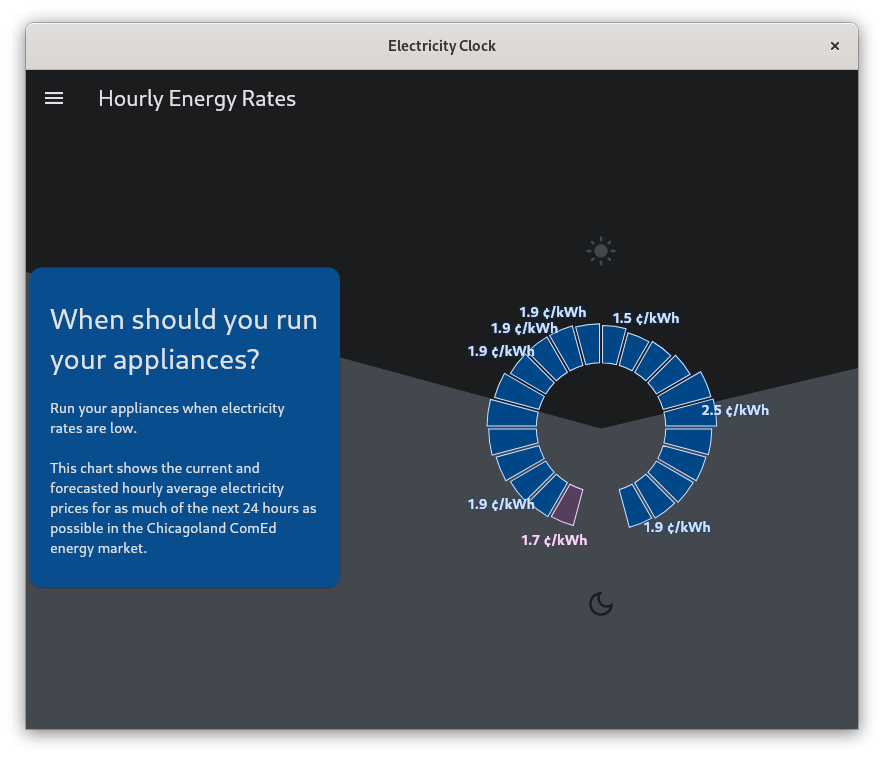 Electricity Clock
Hourly Energy Rates
When should you run
your appliances?
Run your appliances when electricity
rates are low.
This chart shows the current and
forecasted hourly average electricity
prices for as much of the next 24 hours as
possible in the Chicagoland ComEd
energy market.
1.9 ¢/kWh
1.5 ¢/kWh
1.9 ¢/kWh
1.9 ¢/kWh
2.5 ¢/kWh
1.9 ¢/kWh
1.9 ¢/kWh
1.7 ¢/kWh